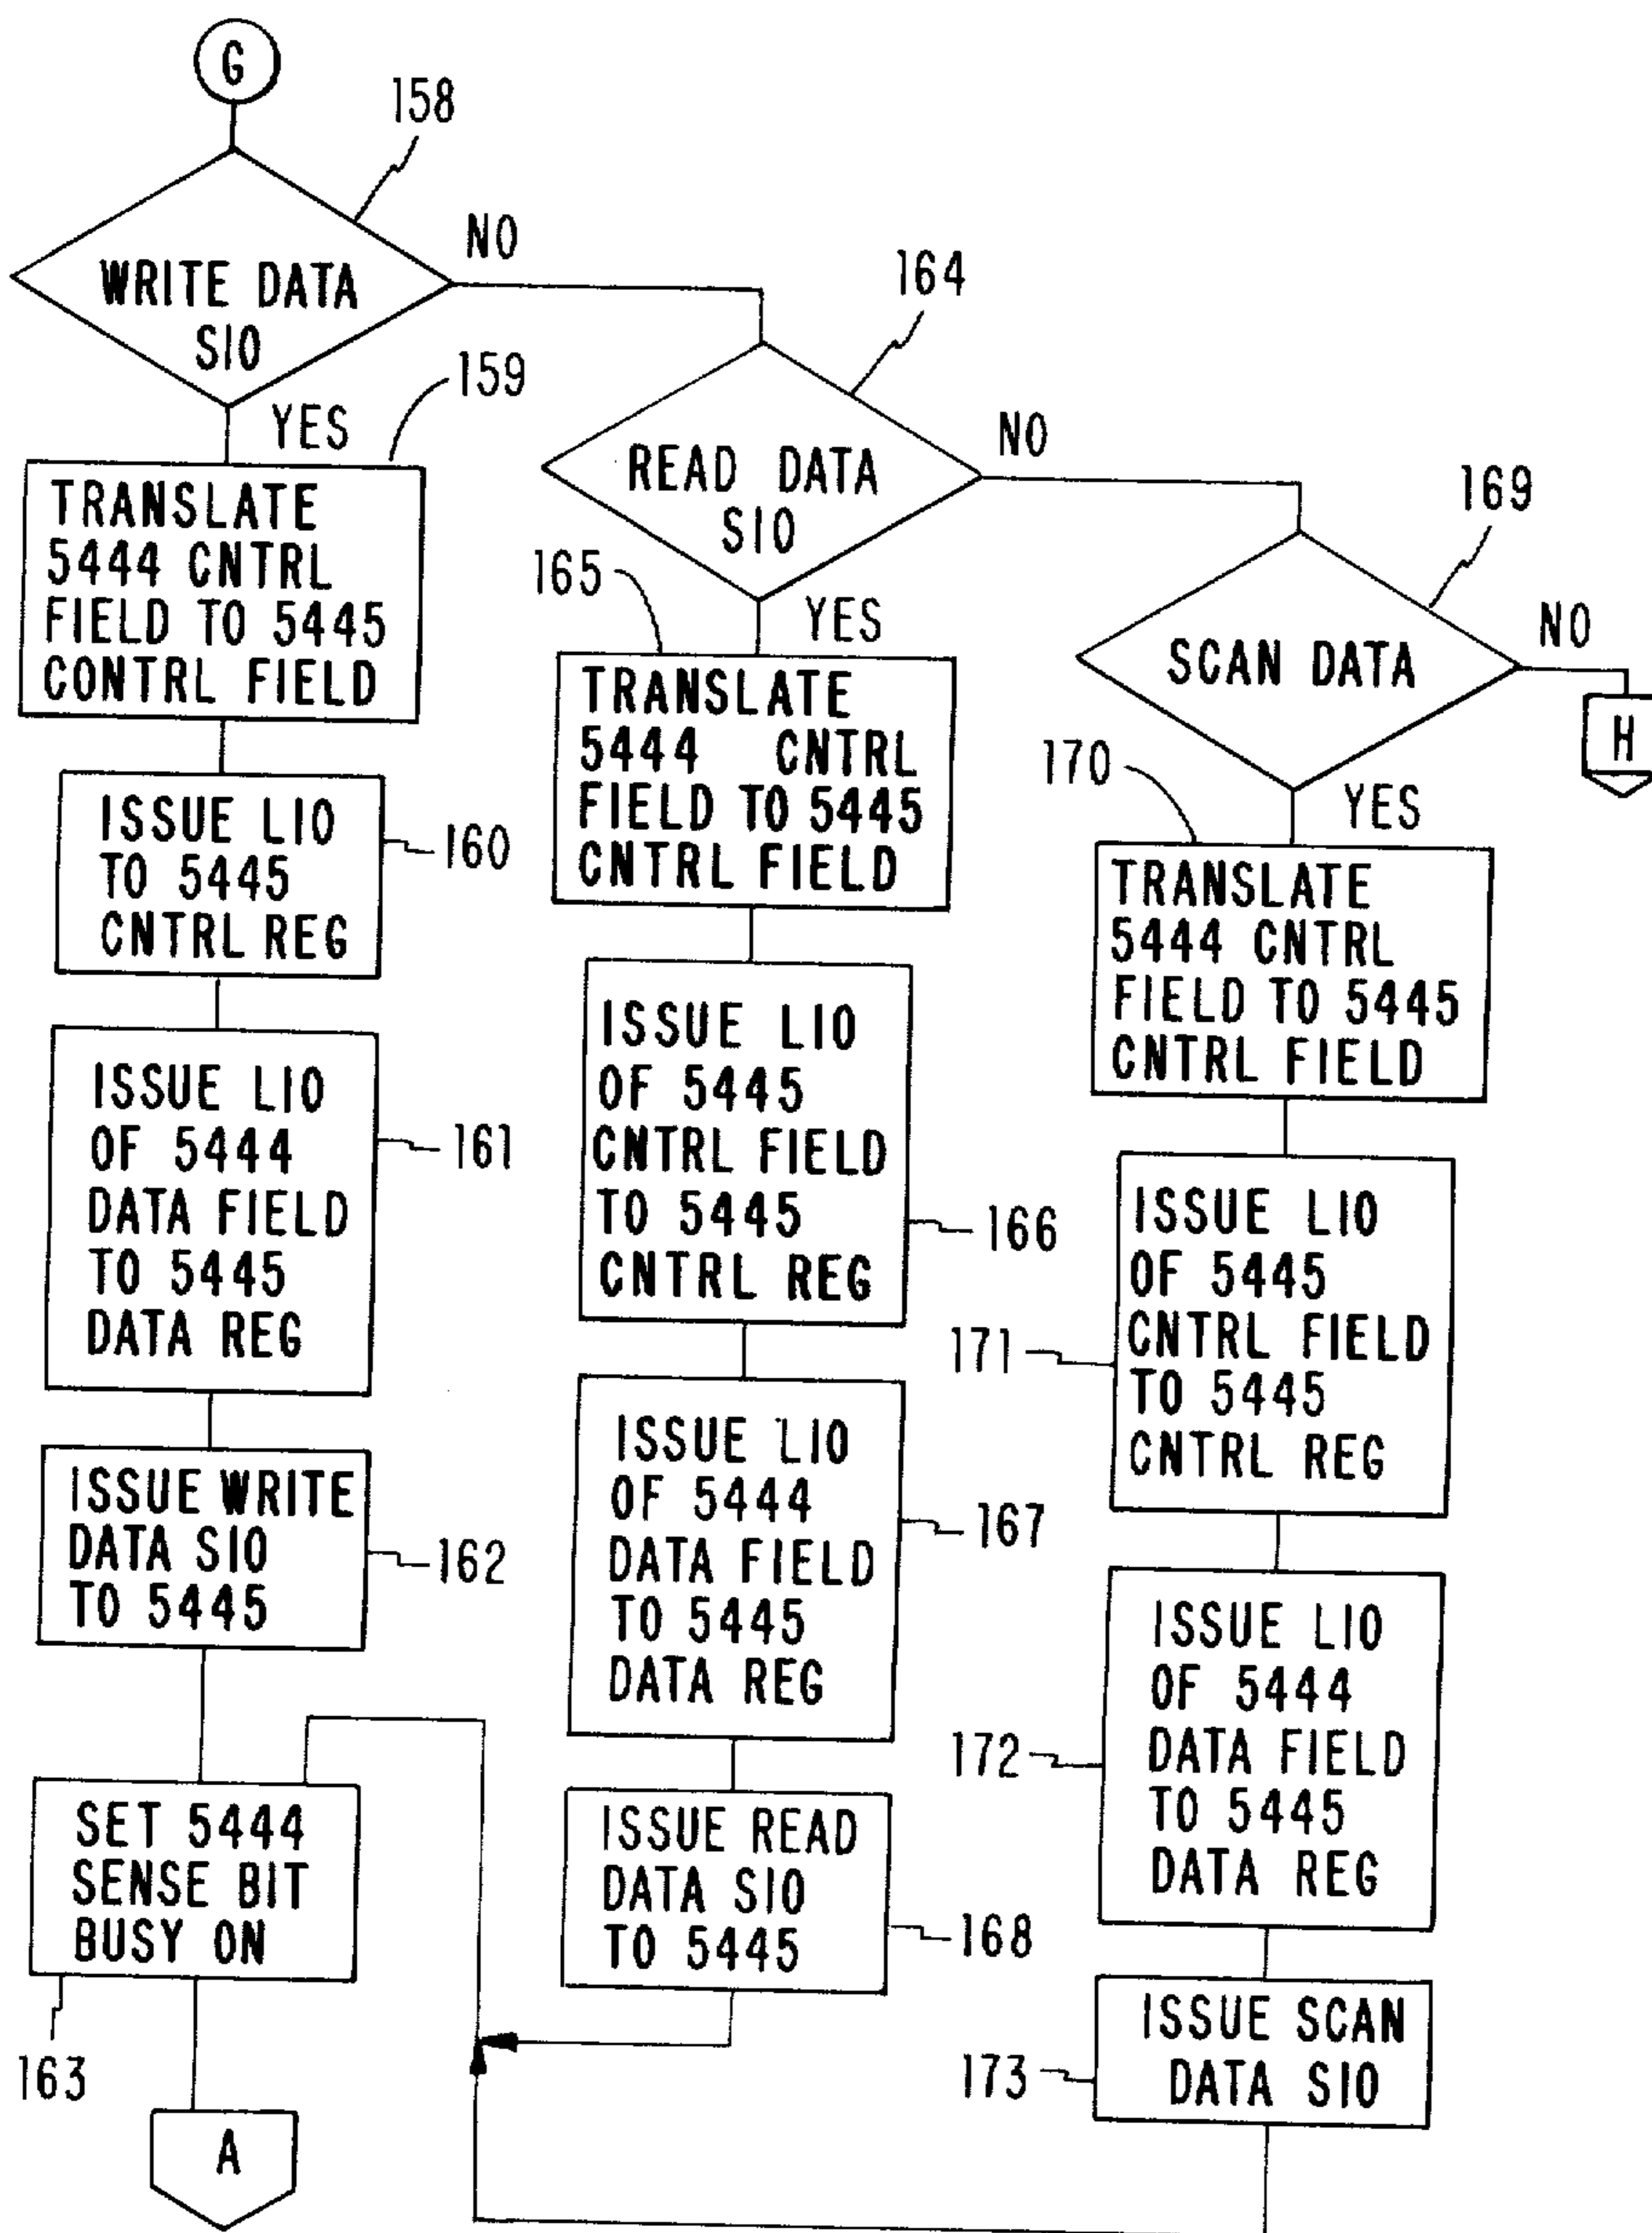 G
158
WRITE DATA
SIO
NO
YES
159
TRANSLATE
5444 CNTRL
FIELD TO 5445
CONTRL FIELD
ISSUE LIO
TO 5445
CNTRL REG
160
ISSUE LIO
OF 5444
DATA FIELD
TO 5445
DATA REG
161
ISSUE WRITE
DATA SIO
TO 5445
162
SET 5444
SENSE BIT
BUSY ON
163
A
164
READ DATA
SIO
NO
YES
165
TRANSLATE
5444 CNTRL
FIELD TO 5445
CNTRL FIELD
ISSUE LIO
OF 5445
CNTRL FIELD
TO 5445
CNTRL REG
166
ISSUE LIO
OF 5444
DATA FIELD
TO 5445
DATA REG
167
ISSUE READ
DATA SIO
TO 5445
168
169
SCAN DATA
NO
H
YES
170
TRANSLATE
5444 CNTRL
FIELD TO 5445
CNTRL FIELD
ISSUE LIO
OF 5445
CNTRL FIELD
TO 5445
CNTRL REG
171
ISSUE LIO
OF 5444
DATA FIELD
TO 5445
DATA REG
172
ISSUE SCAN
DATA SIO
173